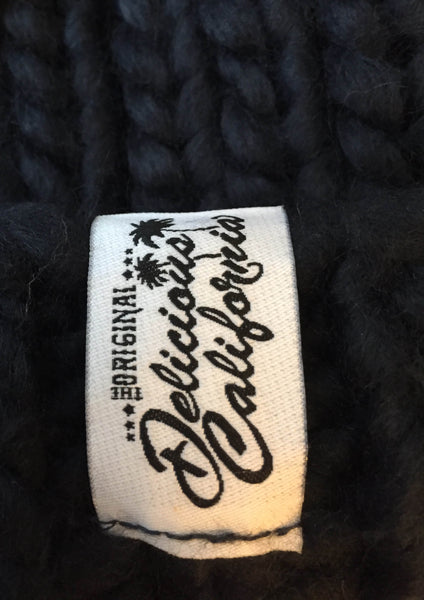 THE ORIGINAL
Delicious
California